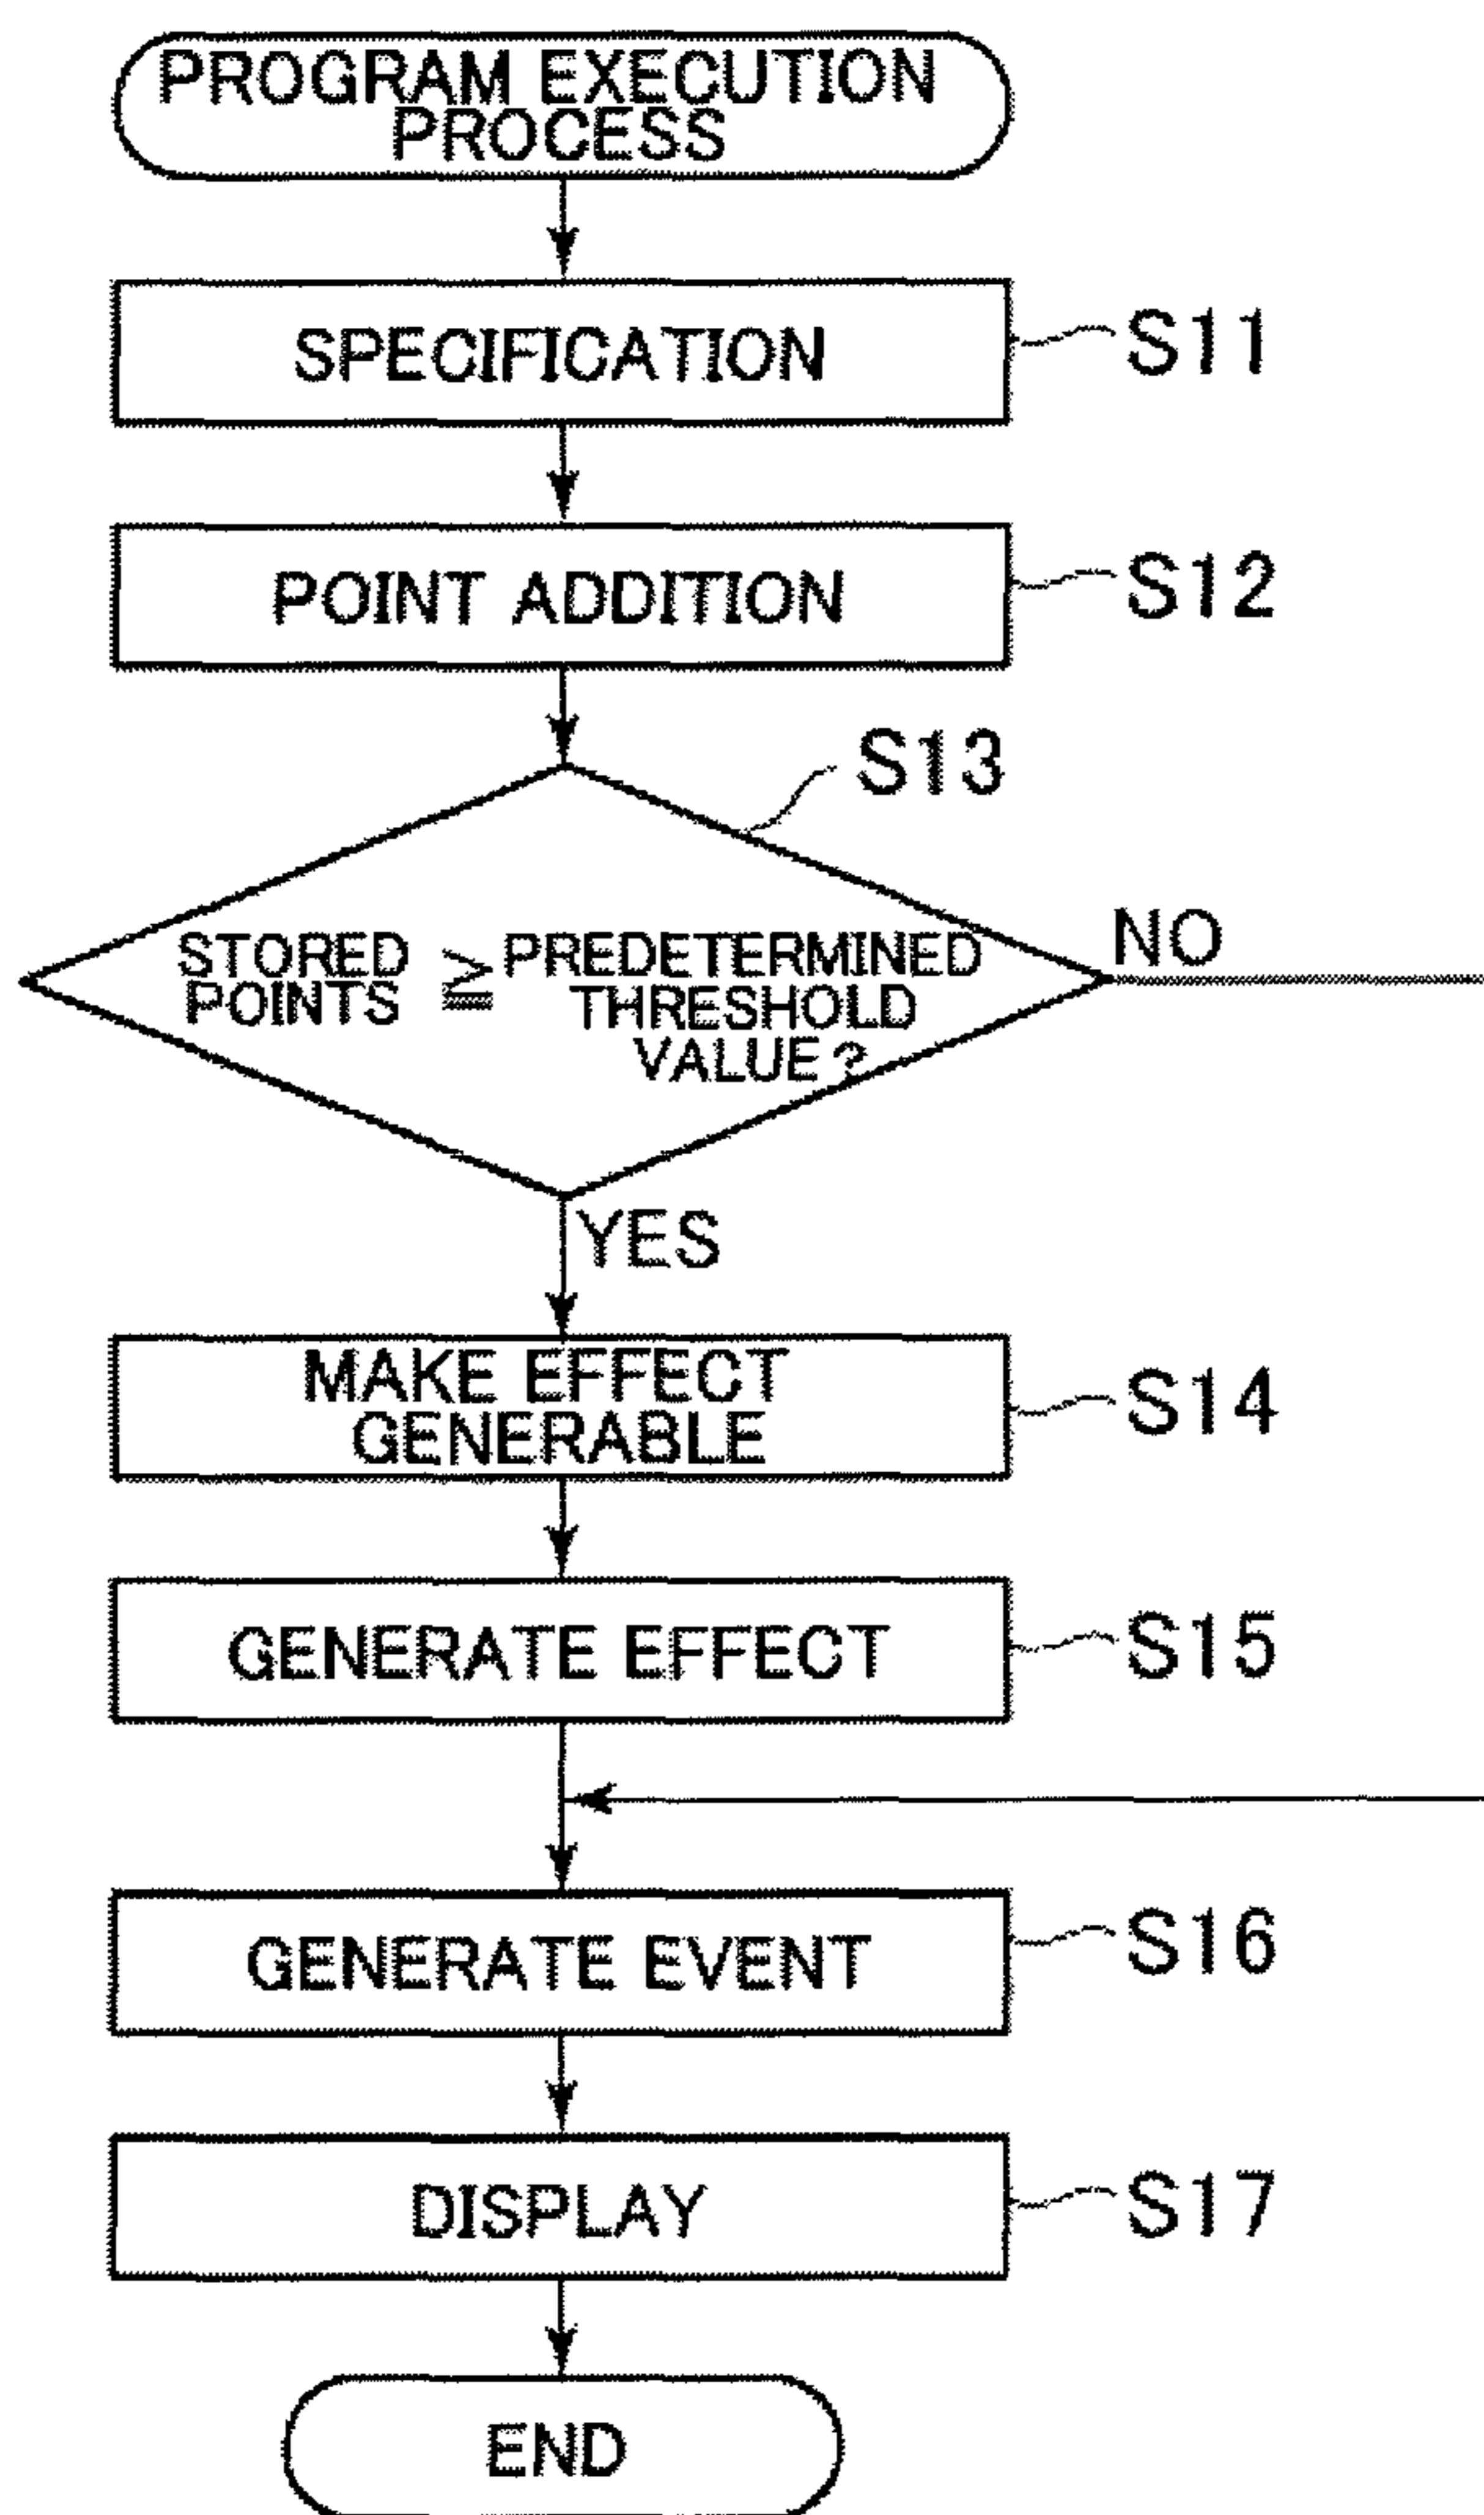 PROGRAM EXECUTION
PROCESS
SPECIFICATION
S11
POINT ADDITION
S12
S13
STORED
POINTS
≧
PREDETERMINED
THRESHOLD
VALUE?
NO
YES
MAKE EFFECT
GENERABLE
S14
GENERATE EFFECT
S15
GENERATE EVENT
S16
DISPLAY
S17
END